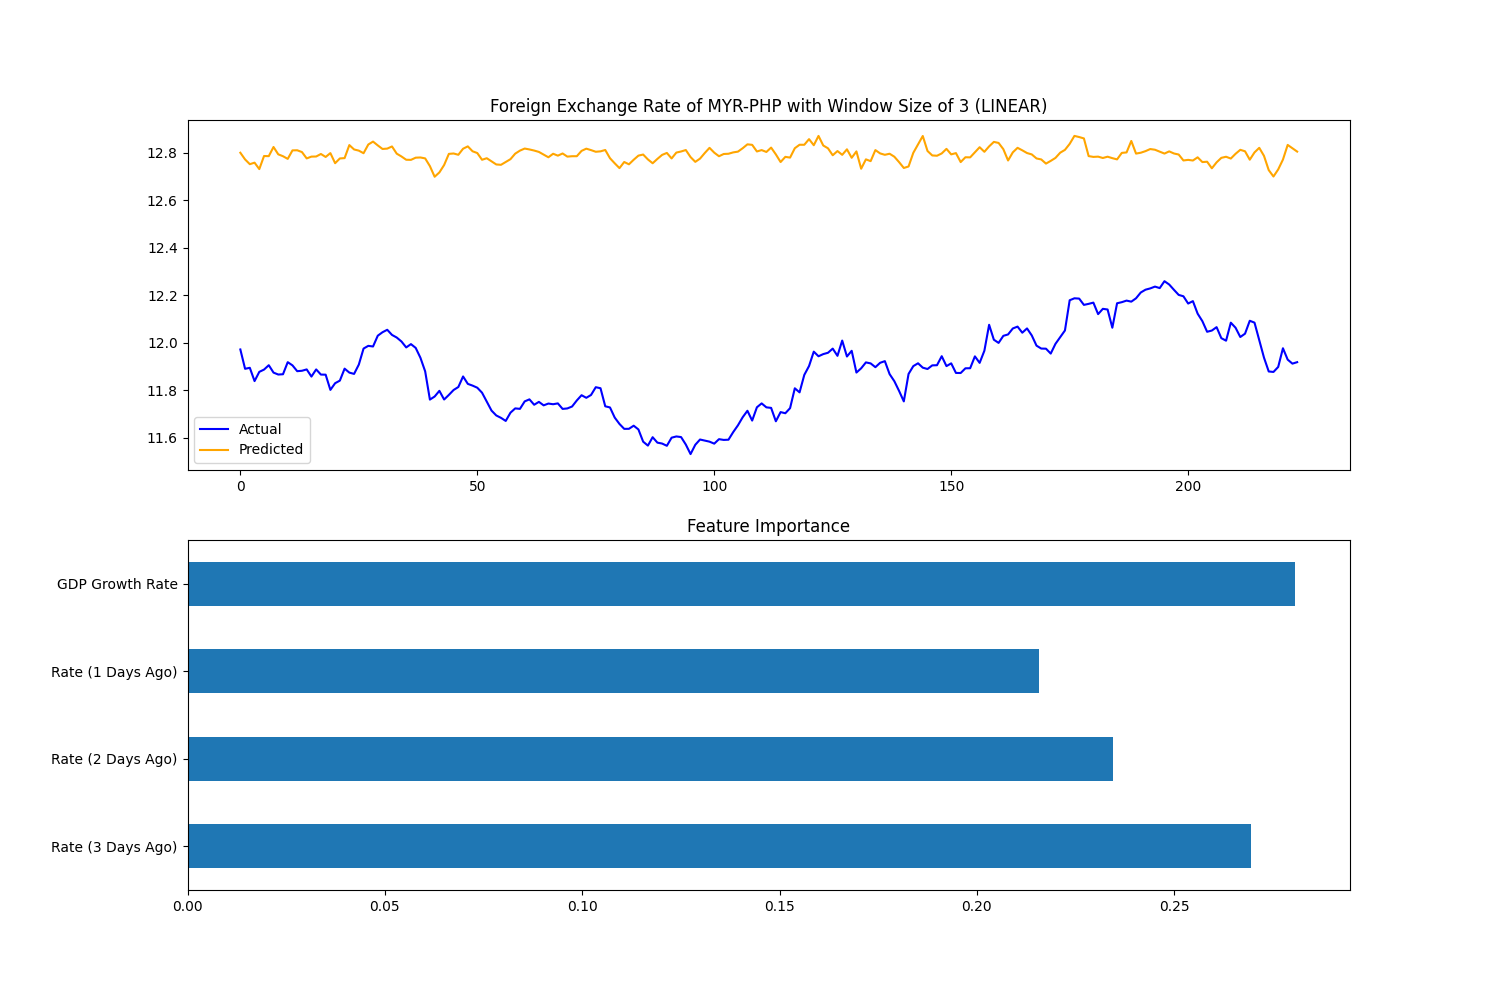 Foreign Exchange Rate of MYR-PHP with Window Size of 3 (LINEAR)
12.8
12.6
12.4
12.2
12.0
11.8
11.6
Actual
Predicted
0 50 100 150 200
Feature Importance
GDP Growth Rate
Rate (1 Days Ago)
Rate (2 Days Ago)
Rate (3 Days Ago)
0.00 0.05 0.10 0.15 0.20 0.25